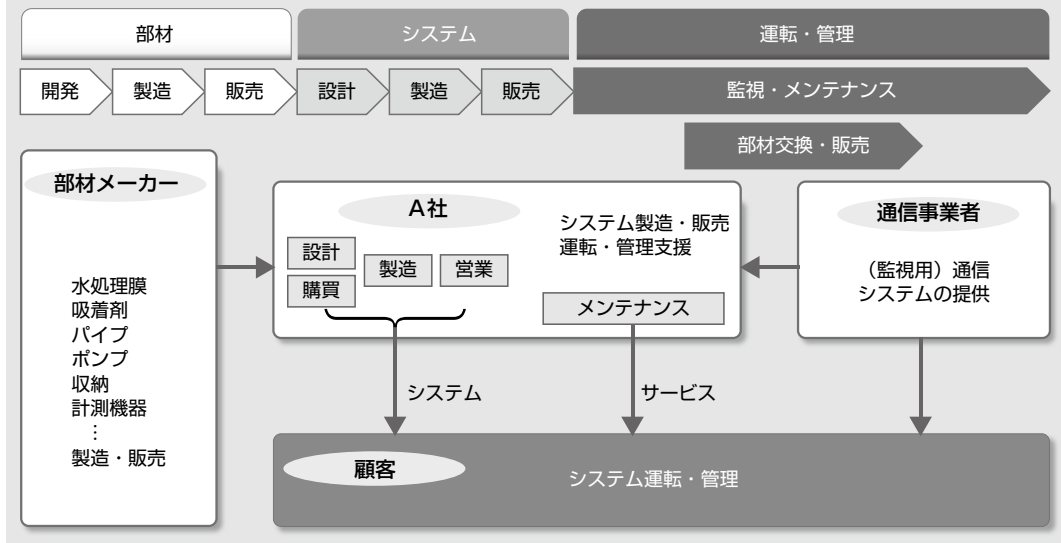 部材
システム
運転・管理
開発
製造
販売
設計
製造
販売
監視・メンテナンス
部材交換・販売
部材メーカー
水処理膜
吸着剤
パイプ
ポンプ
収納
計測機器
⋮
製造・販売
A社
設計
購買
製造
営業
システム製造・販売
運転・管理支援
メンテナンス
通信事業者
（監視用）通信
システムの提供
システム
サービス
顧客
システム運転・管理